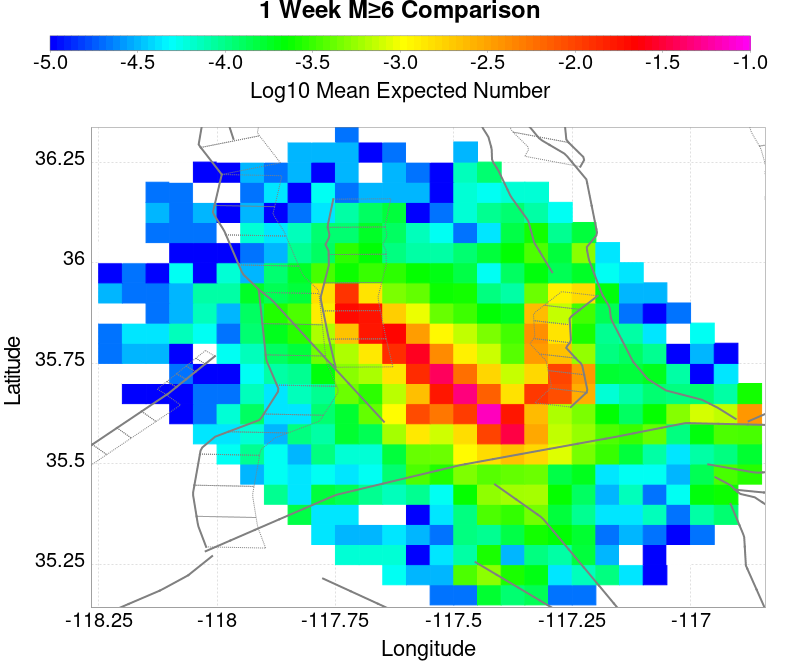 1 Week M≥6 Comparison
-5.0 -4.5 -4.0 -3.5 -3.0 -2.5 -2.0 -1.5 -1.0
Log10 Mean Expected Number
36.25
36
35.75
35.5
35.25
Latitude
-118.25 -118 -117.75 -117.5 -117.25 -117
Longitude